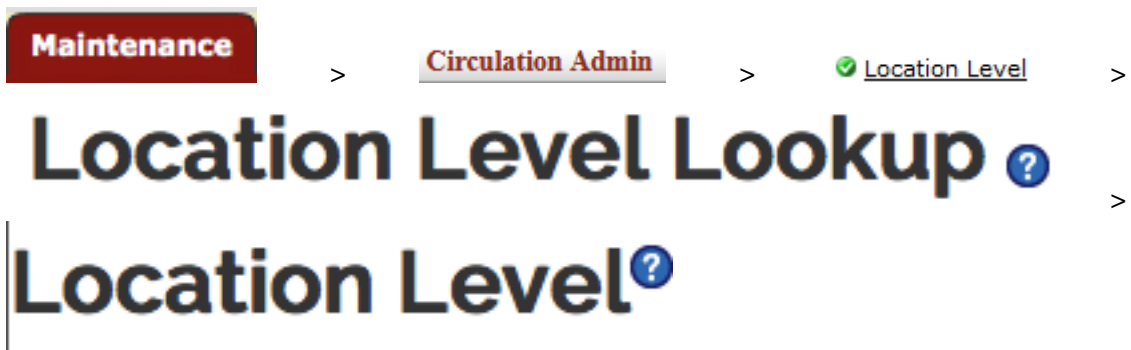 Maintenance > Circulation Admin > Location Level >
Location Level Lookup ? >
Location Level ?